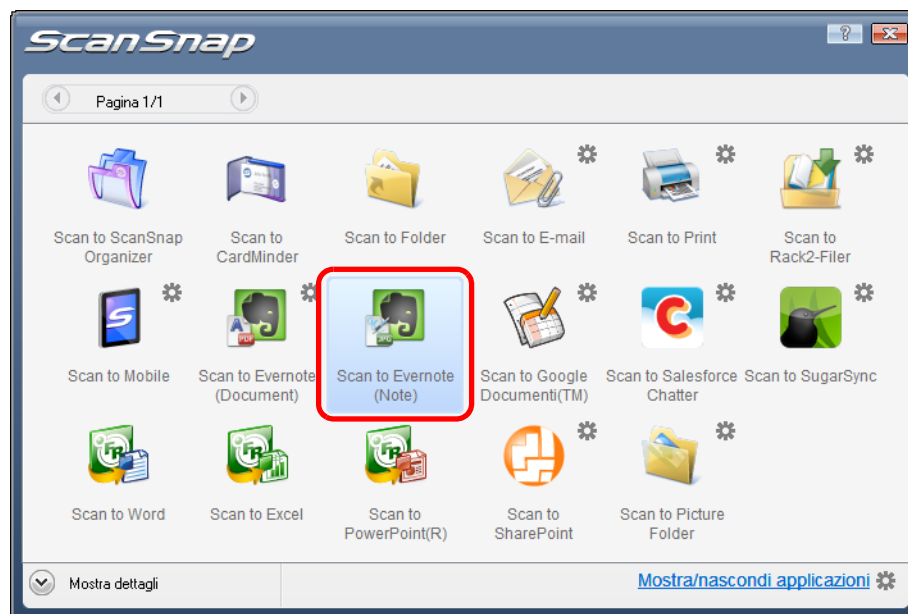 ScanSnap
Pagina 1/1
Scan to ScanSnap
Organizer
Scan to
CardMinder
Scan to Folder
Scan to E-mail
Scan to Print
Scan to
Rack2-Filer
Scan to Mobile
Scan to Evernote
(Document)
Scan to Evernote
(Note)
Scan to Google
Documenti(TM)
Scan to Salesforce
Chatter
Scan to SugarSync
Scan to Word
Scan to Excel
Scan to
PowerPoint(R)
Scan to
SharePoint
Scan to Picture
Folder
Mostra dettagli
Mostra/nascondi applicazioni